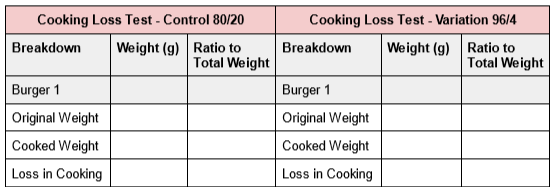 Cooking Loss Test - Control 80/20 Cooking Loss Test - Variation 96/4
Breakdown Weight (g) Ratio to Total Weight Breakdown Weight (g) Ratio to Total Weight
Burger 1 Burger 1
Original Weight Original Weight
Cooked Weight Cooked Weight
Loss in Cooking Loss in Cooking